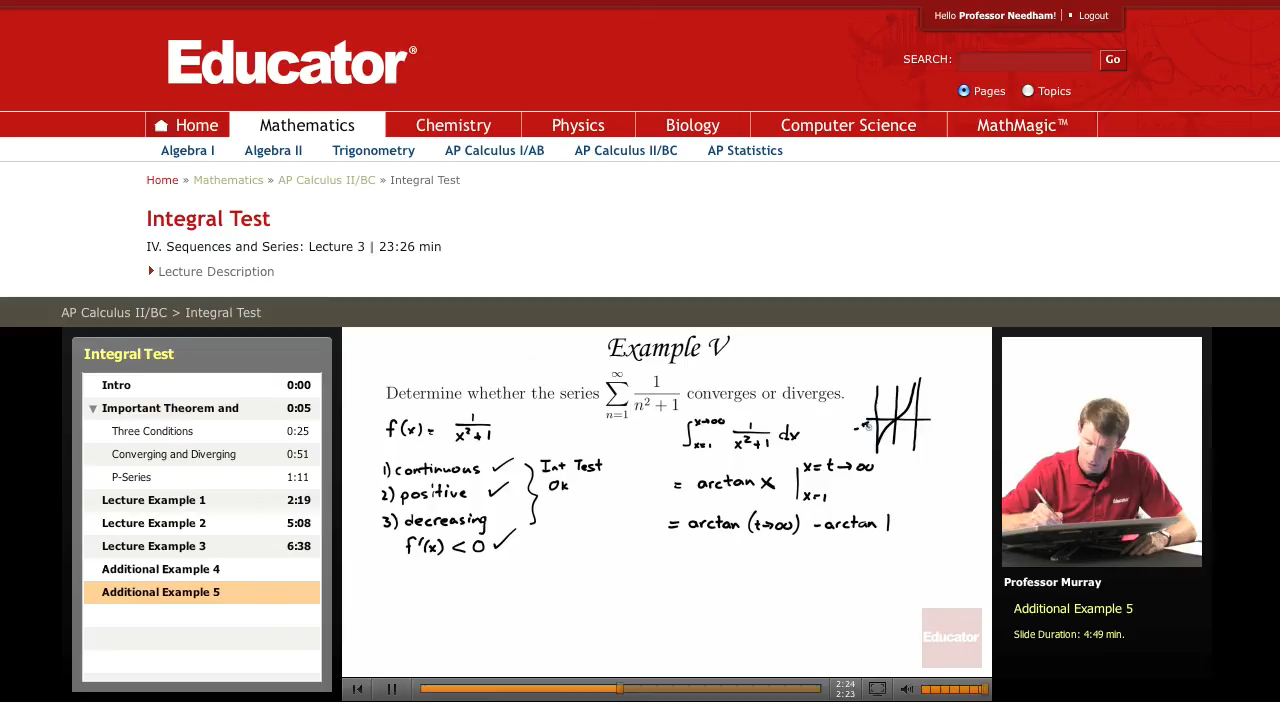 Hello Professor Needham! | ▪ Logout
Educator®
SEARCH: Go
Pages Topics
Home Mathematics Chemistry Physics Biology Computer Science MathMagic™
Algebra I Algebra II Trigonometry AP Calculus I/AB AP Calculus II/BC AP Statistics
Home » Mathematics » AP Calculus II/BC » Integral Test
Integral Test
IV. Sequences and Series: Lecture 3 | 23:26 min
Lecture Description
AP Calculus II/BC > Integral Test
Integral Test
Intro 0:00
Important Theorem and 0:05
Three Condtions 0:25
Converging and Diverging 0:51
P-Series 1:11
Lecture Example 1 2:19
Lecture Example 2 5:08
Lecture Example 3 6:38
Additional Example 4
Additional Example 5
Example V
Determine whether the series ∑_{n=1}^{∞} 1/(n² + 1) converges or diverges.
f(x) = 1/(x²+1)
1) continuous ✓
2) positive ✓
3) decreasing
f'(x) < 0 ✓
Int Test
OK
∫_{x=1}^{x→∞} 1/(x²+1) dx
= arctan x |_{x=1}^{x=t→∞}
= arctan (t→∞) - arctan 1
Educator
2:24
2:23
Educator
Professor Murray
Additional Example 5
Slide Duration: 4:49 min.